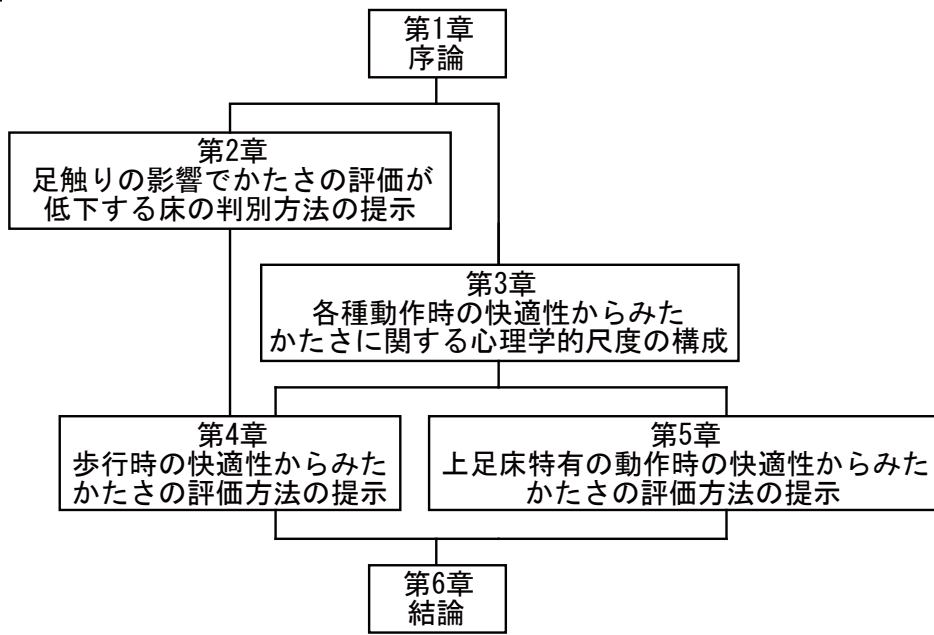 第1章
序論
第2章
足触りの影響でかたさの評価が
低下する床の判別方法の提示
第3章
各種動作時の快適性からみた
かたさに関する心理学的尺度の構成
第4章
歩行時の快適性からみた
かたさの評価方法の提示
第5章
上足床特有の動作時の快適性からみた
かたさの評価方法の提示
第6章
結論